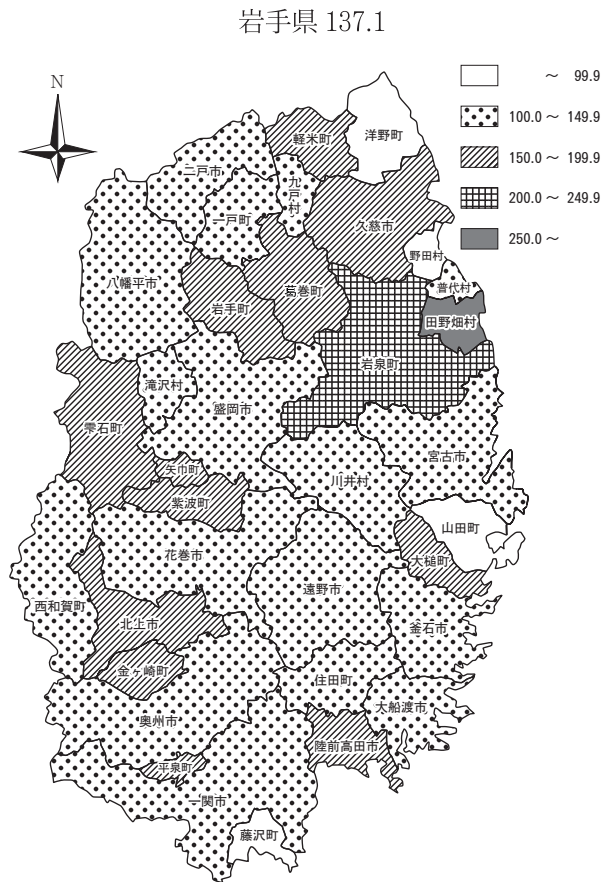 岩手県 137.1
N
～ 99.9
100.0 ～ 149.9
150.0 ～ 199.9
200.0 ～ 249.9
250.0 ～
軽米町
洋野町
二戸市
九戸村
一戸町
久慈市
野田村
八幡平市
葛巻町
普代村
岩手町
田野畑村
岩泉町
滝沢村
盛岡市
雫石町
宮古市
矢巾町
川井村
紫波町
山田町
花巻市
大槌町
遠野市
西和賀町
北上市
釜石市
金ヶ崎町
住田町
大船渡市
奥州市
陸前高田市
平泉町
一関市
藤沢町